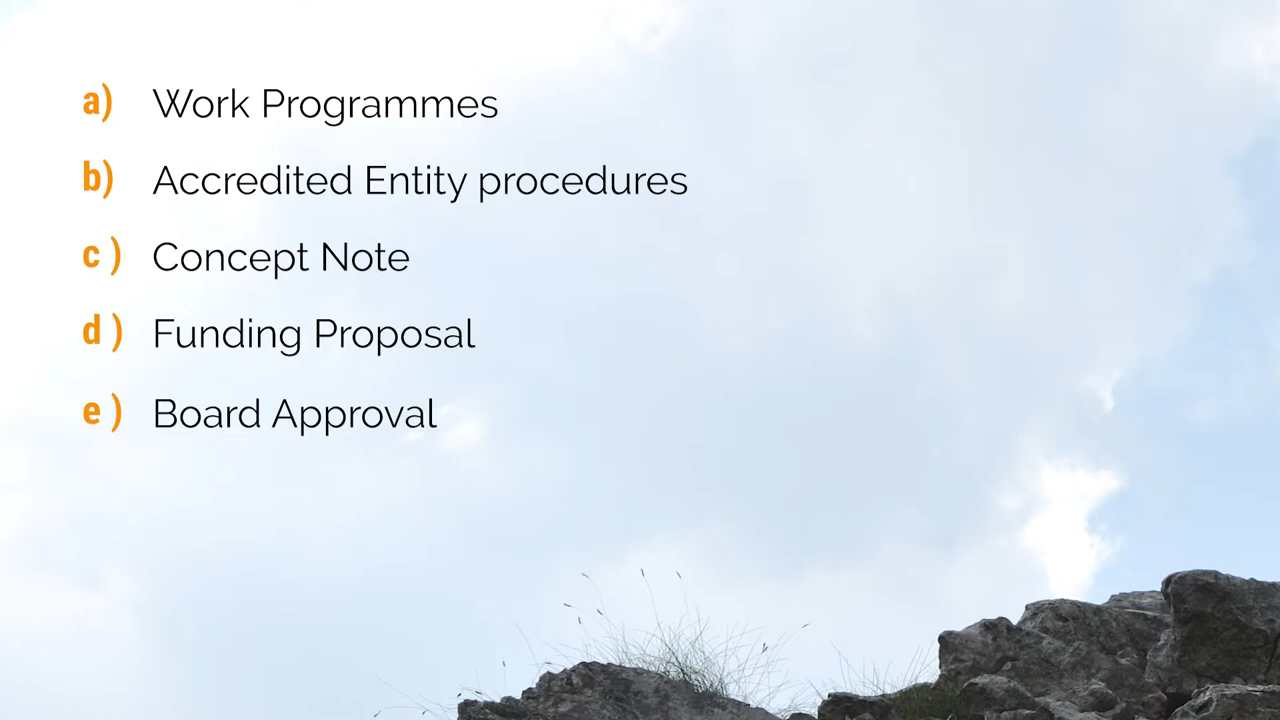 a) Work Programmes
b) Accredited Entity procedures
c ) Concept Note
d ) Funding Proposal
e ) Board Approval